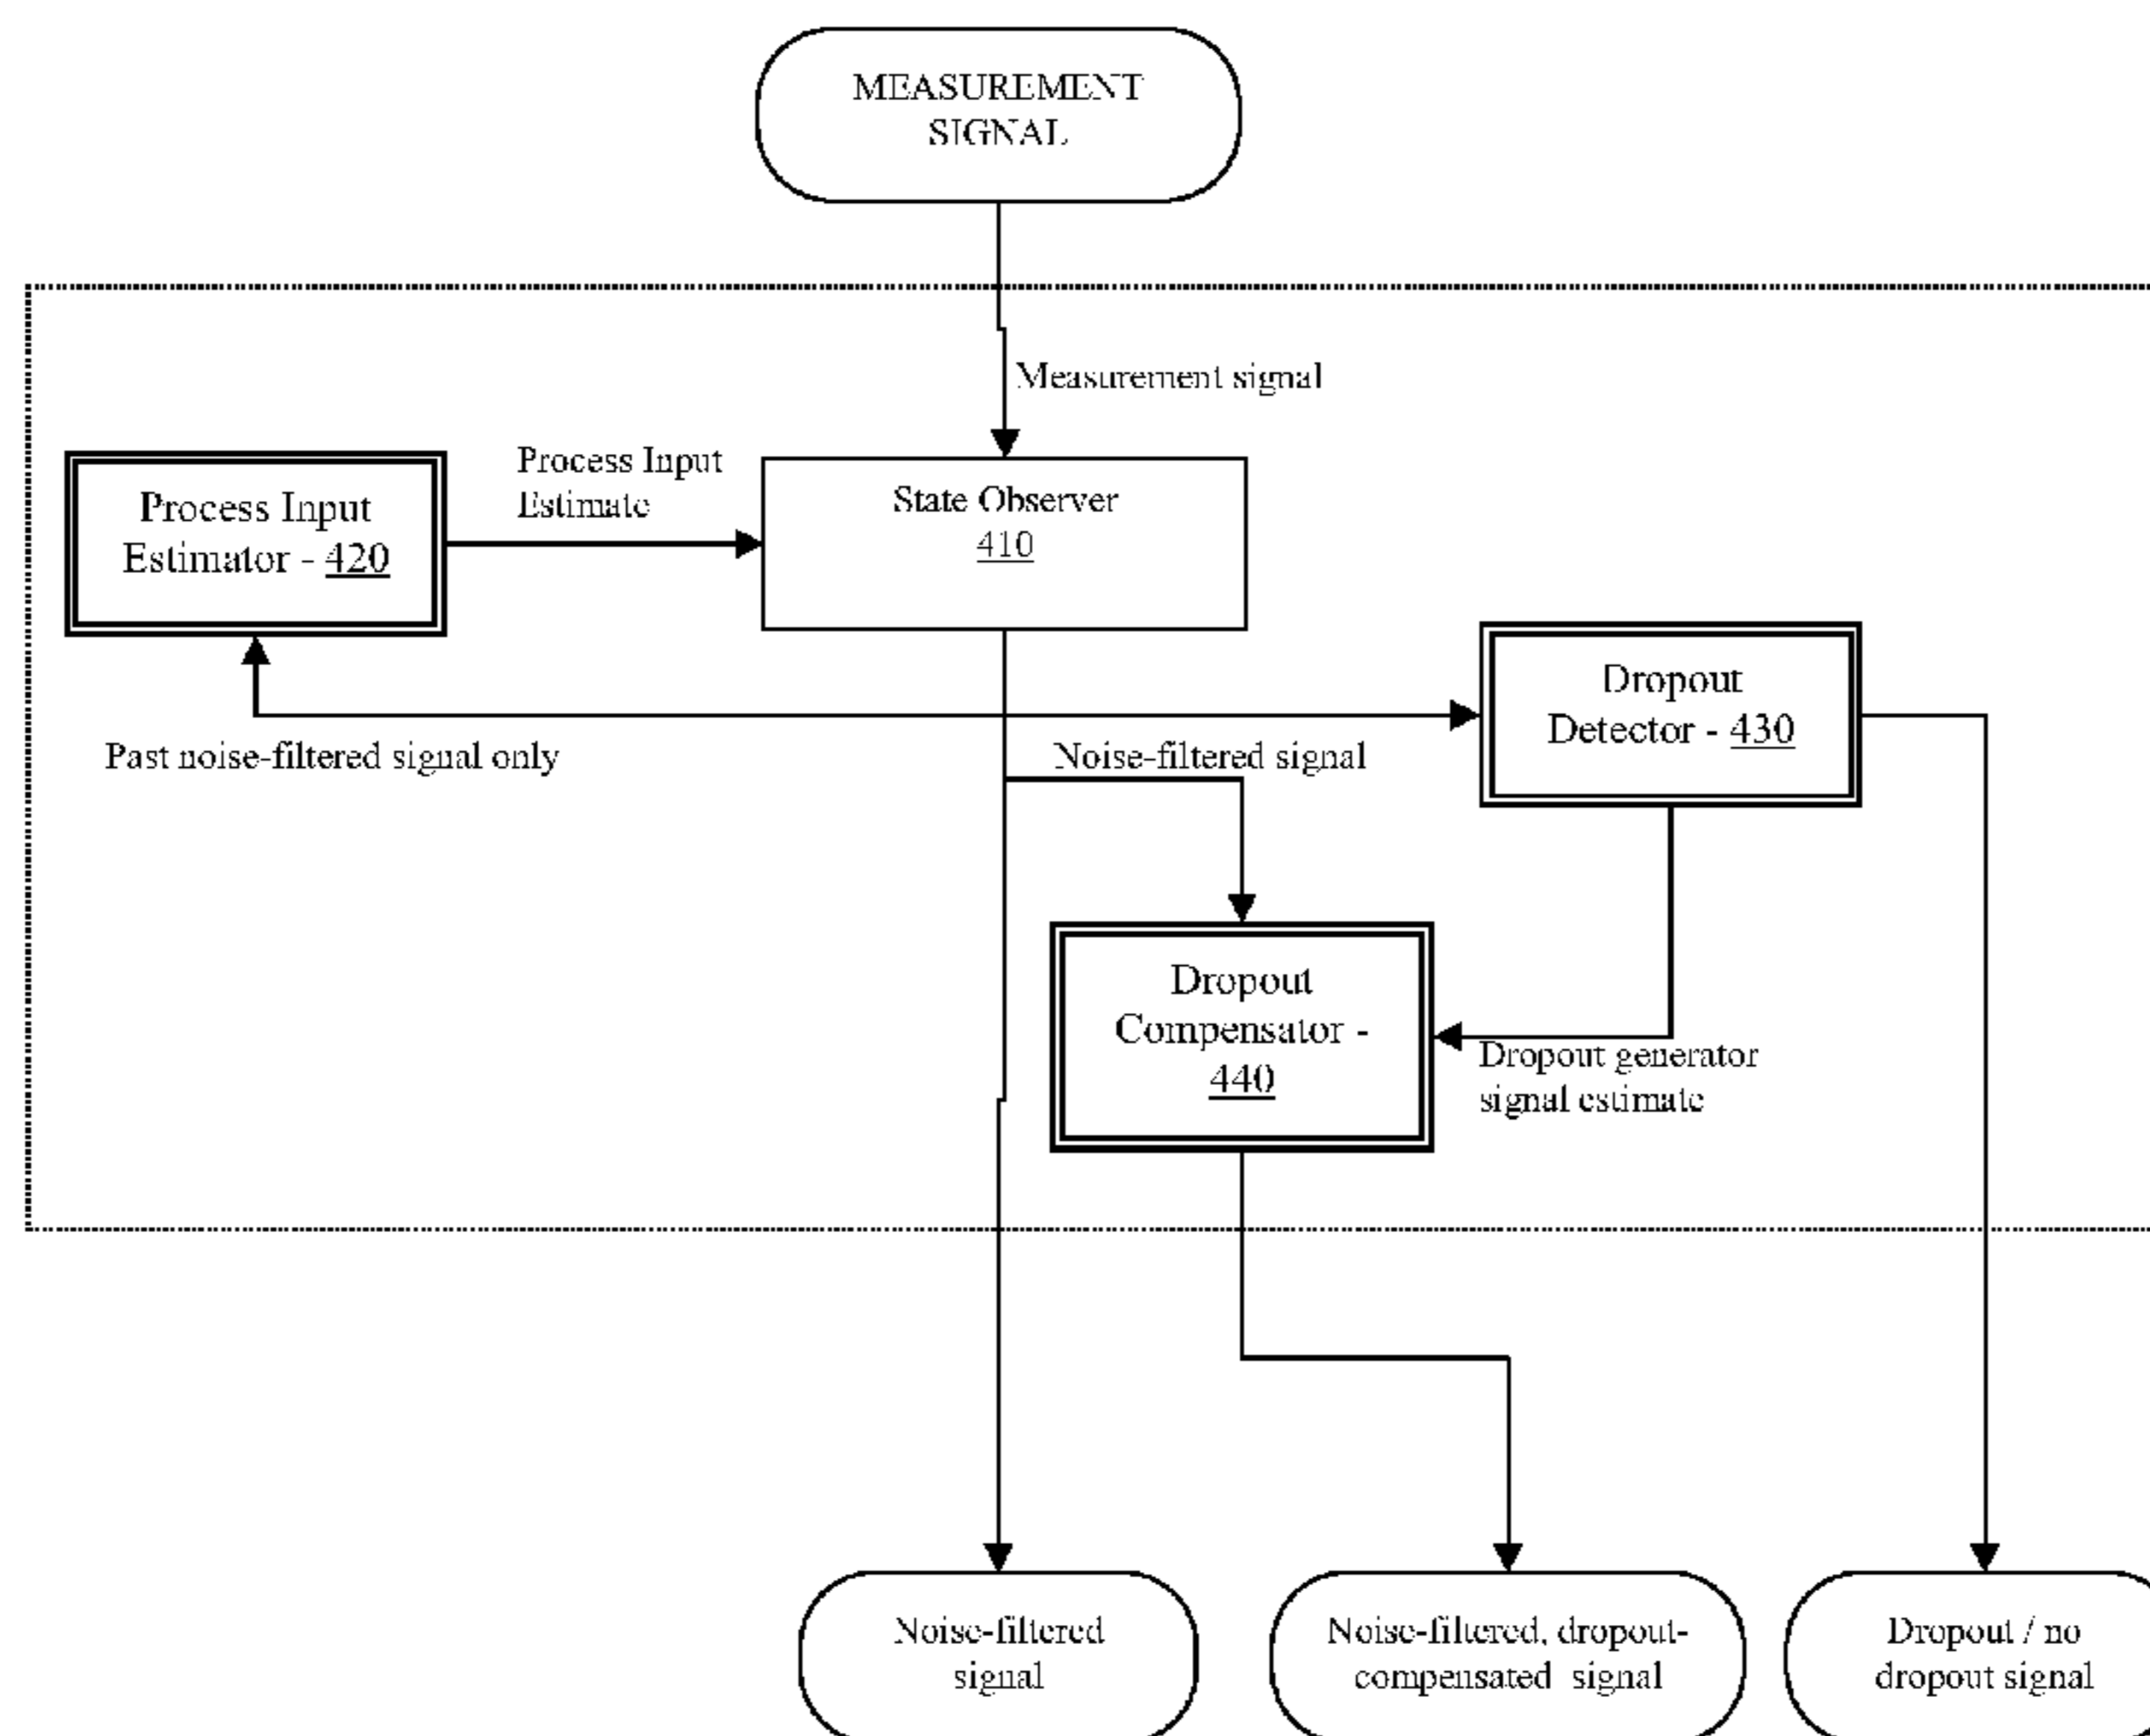 MEASUREMENT
SIGNAL
Measurement signal
Process Input
Estimate
Process Input
Estimator - 420
State Observer
410
Dropout
Detector - 430
Past noise-filtered signal only
Noise-filtered signal
Dropout
Compensator -
440
Dropout generator
signal estimate
Noise-filtered
signal
Noise-filtered, dropout-
compensated signal
Dropout / no
dropout signal